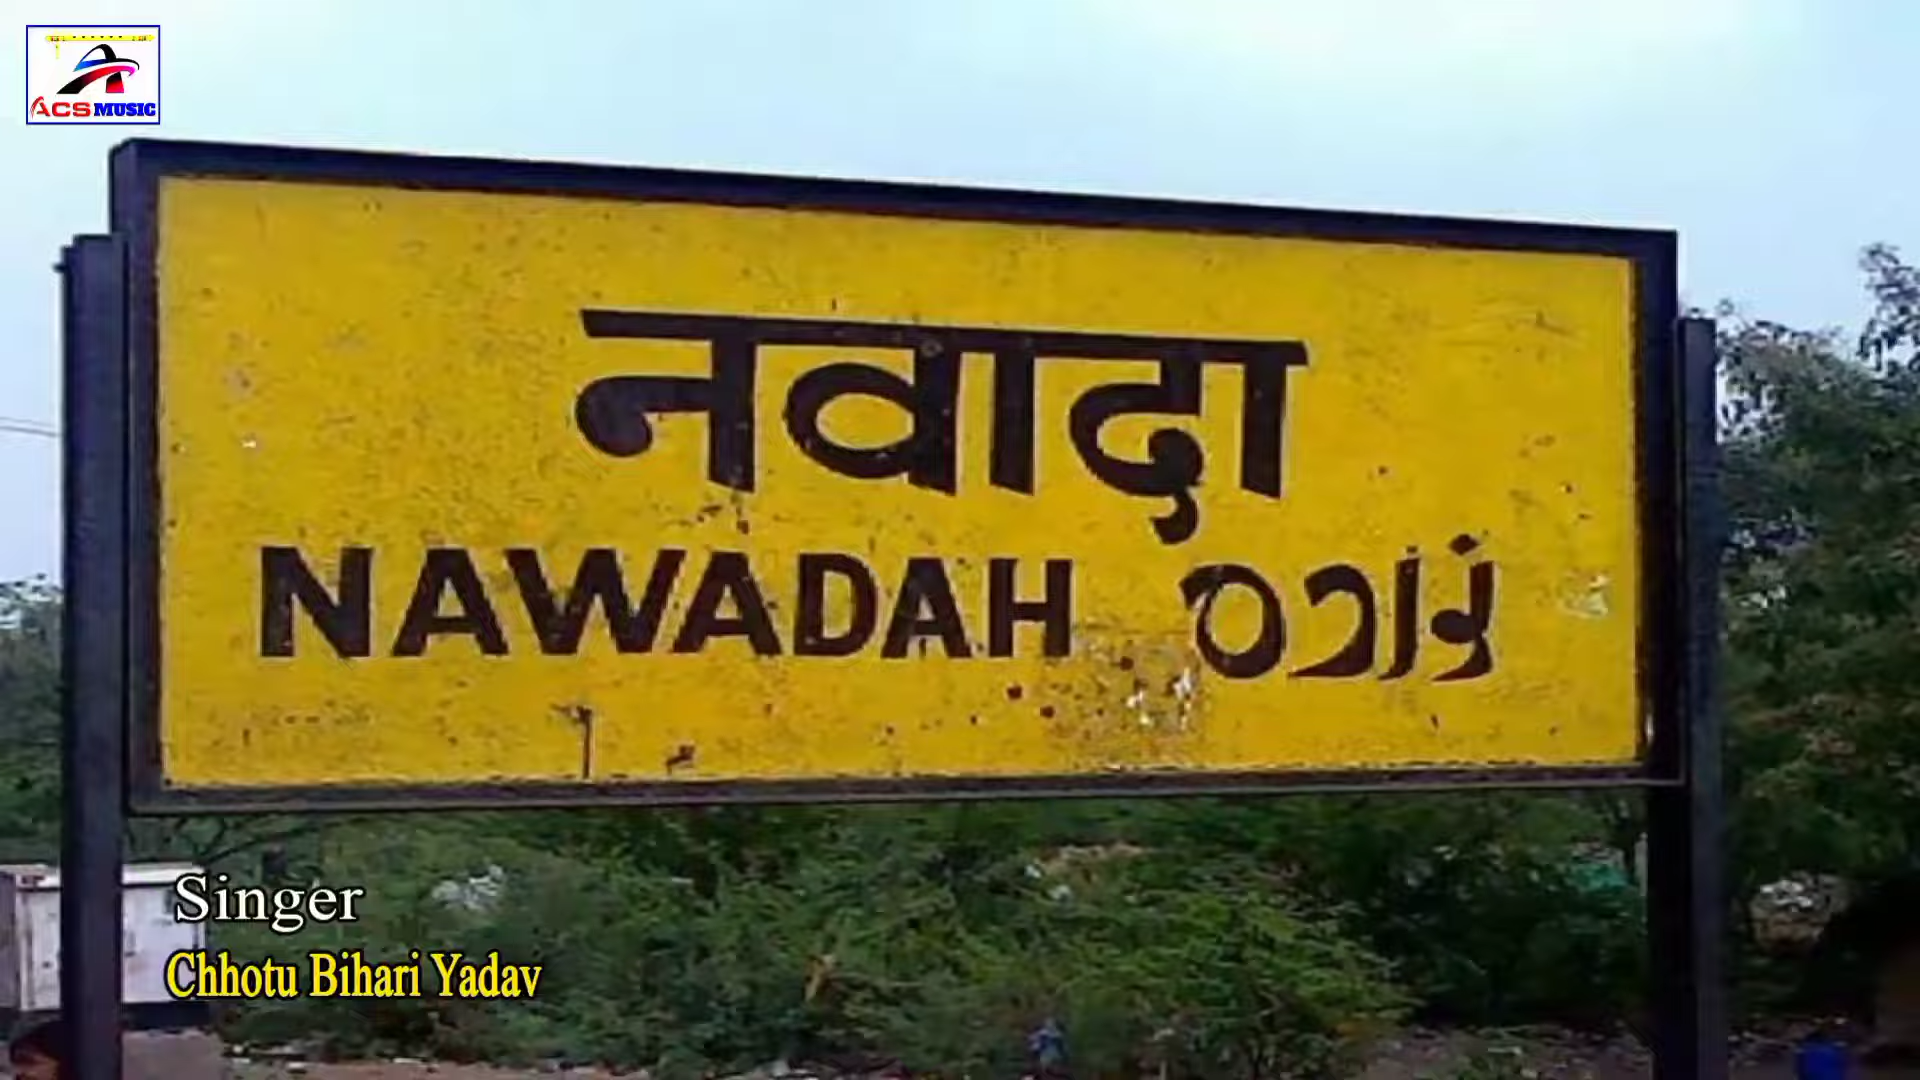 ACS MUSIC
नवादा
NAWADAH
Singer
Chhotu Bihari Yadav